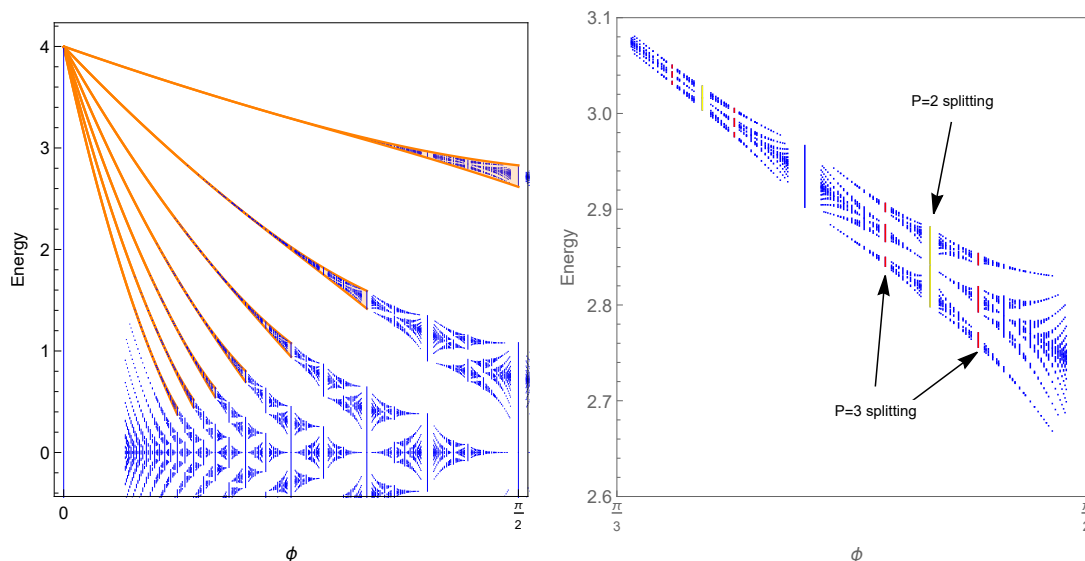 4
3
2
1
0
Energy
0
π/2
ϕ
3.1
3.0
2.9
2.8
2.7
2.6
Energy
P=2 splitting
P=3 splitting
π/3
π/2
ϕ